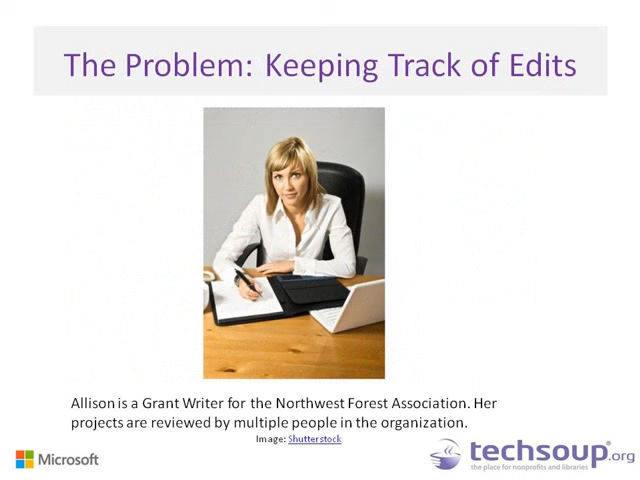 The Problem: Keeping Track of Edits
Allison is a Grant Writer for the Northwest Forest Association. Her
projects are reviewed by multiple people in the organization.
Image: Shutterstock
Microsoft
techsoup®.org
the place for nonprofits and libraries